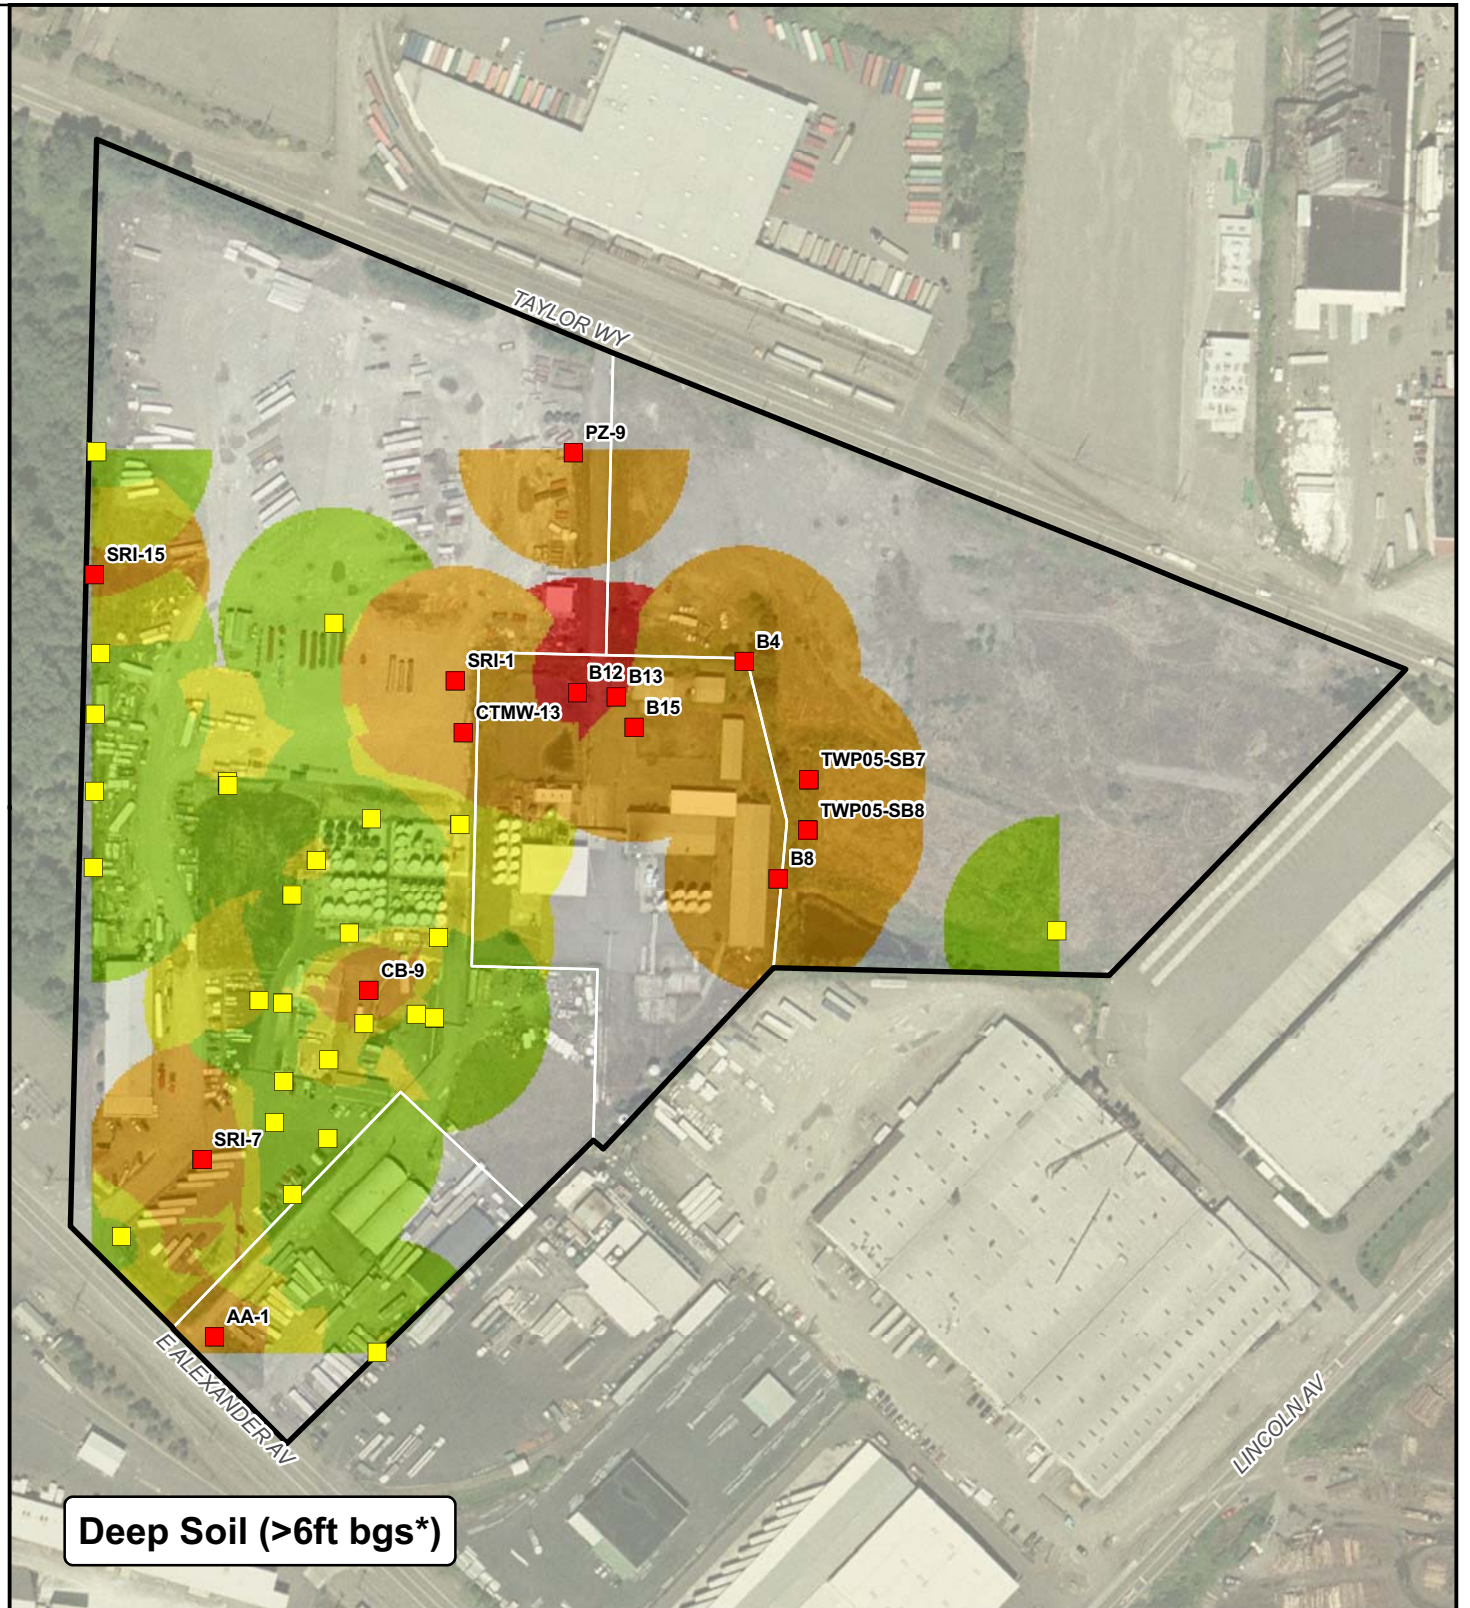 TAYLOR WY
PZ-9
SRI-15
B4
SRI-1
B12
B13
CTMW-13
B15
TWP05-SB7
TWP05-SB8
B8
CB-9
SRI-7
AA-1
E ALEXANDER AV
LINCOLN AV
Deep Soil (>6ft bgs*)